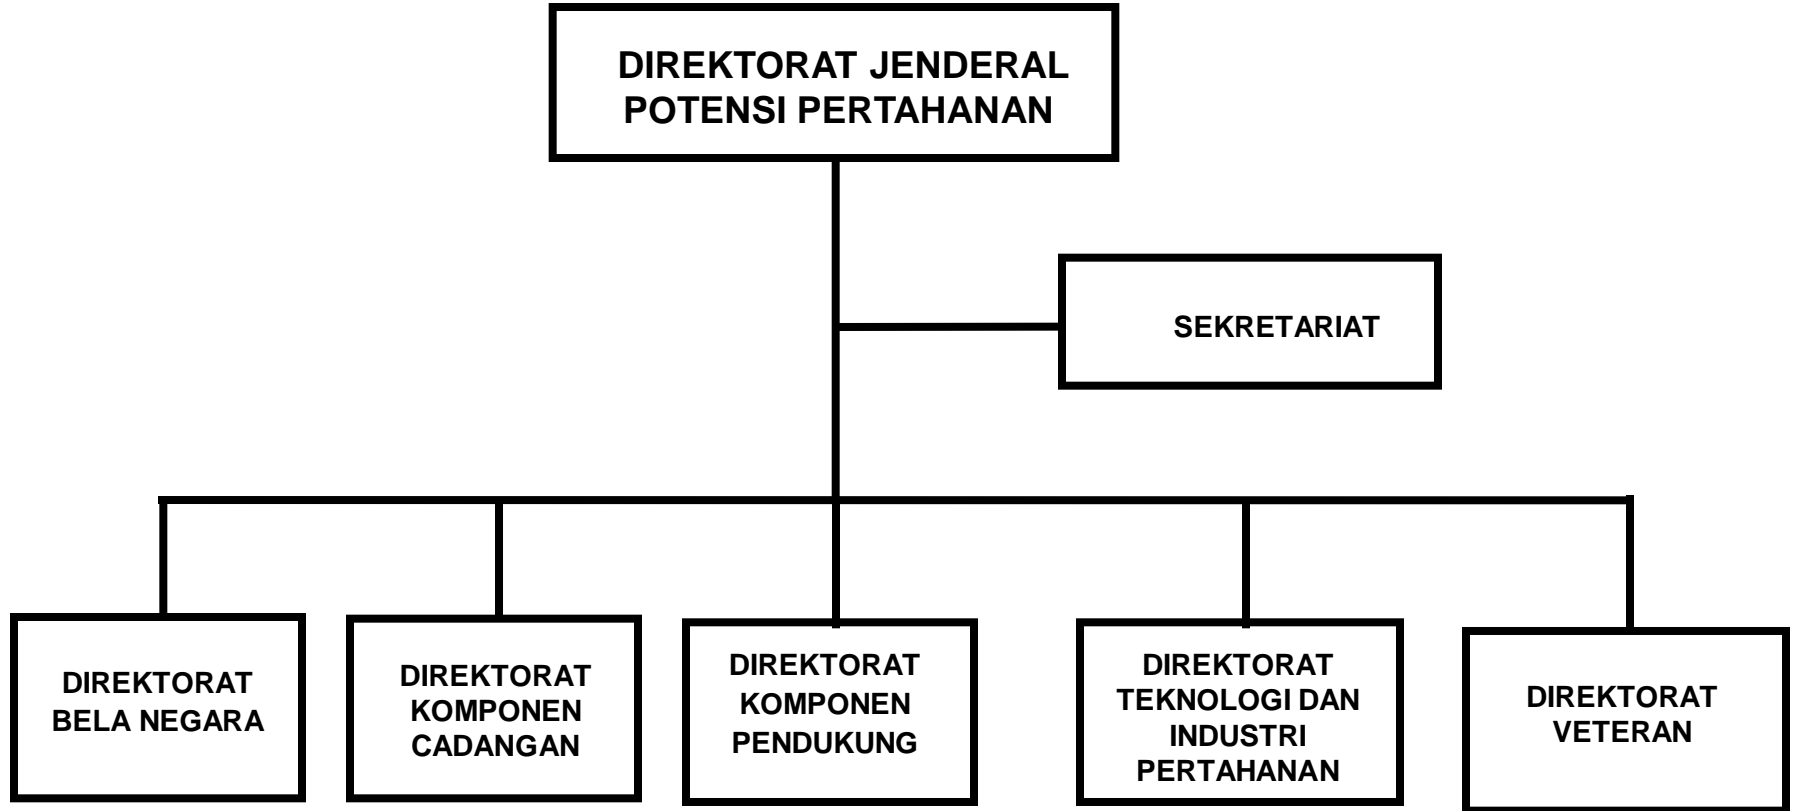 DIREKTORAT JENDERAL
POTENSI PERTAHANAN
SEKRETARIAT
DIREKTORAT
BELA NEGARA
DIREKTORAT
KOMPONEN
CADANGAN
DIREKTORAT
KOMPONEN
PENDUKUNG
DIREKTORAT
TEKNOLOGI DAN
INDUSTRI
PERTAHANAN
DIREKTORAT
VETERAN